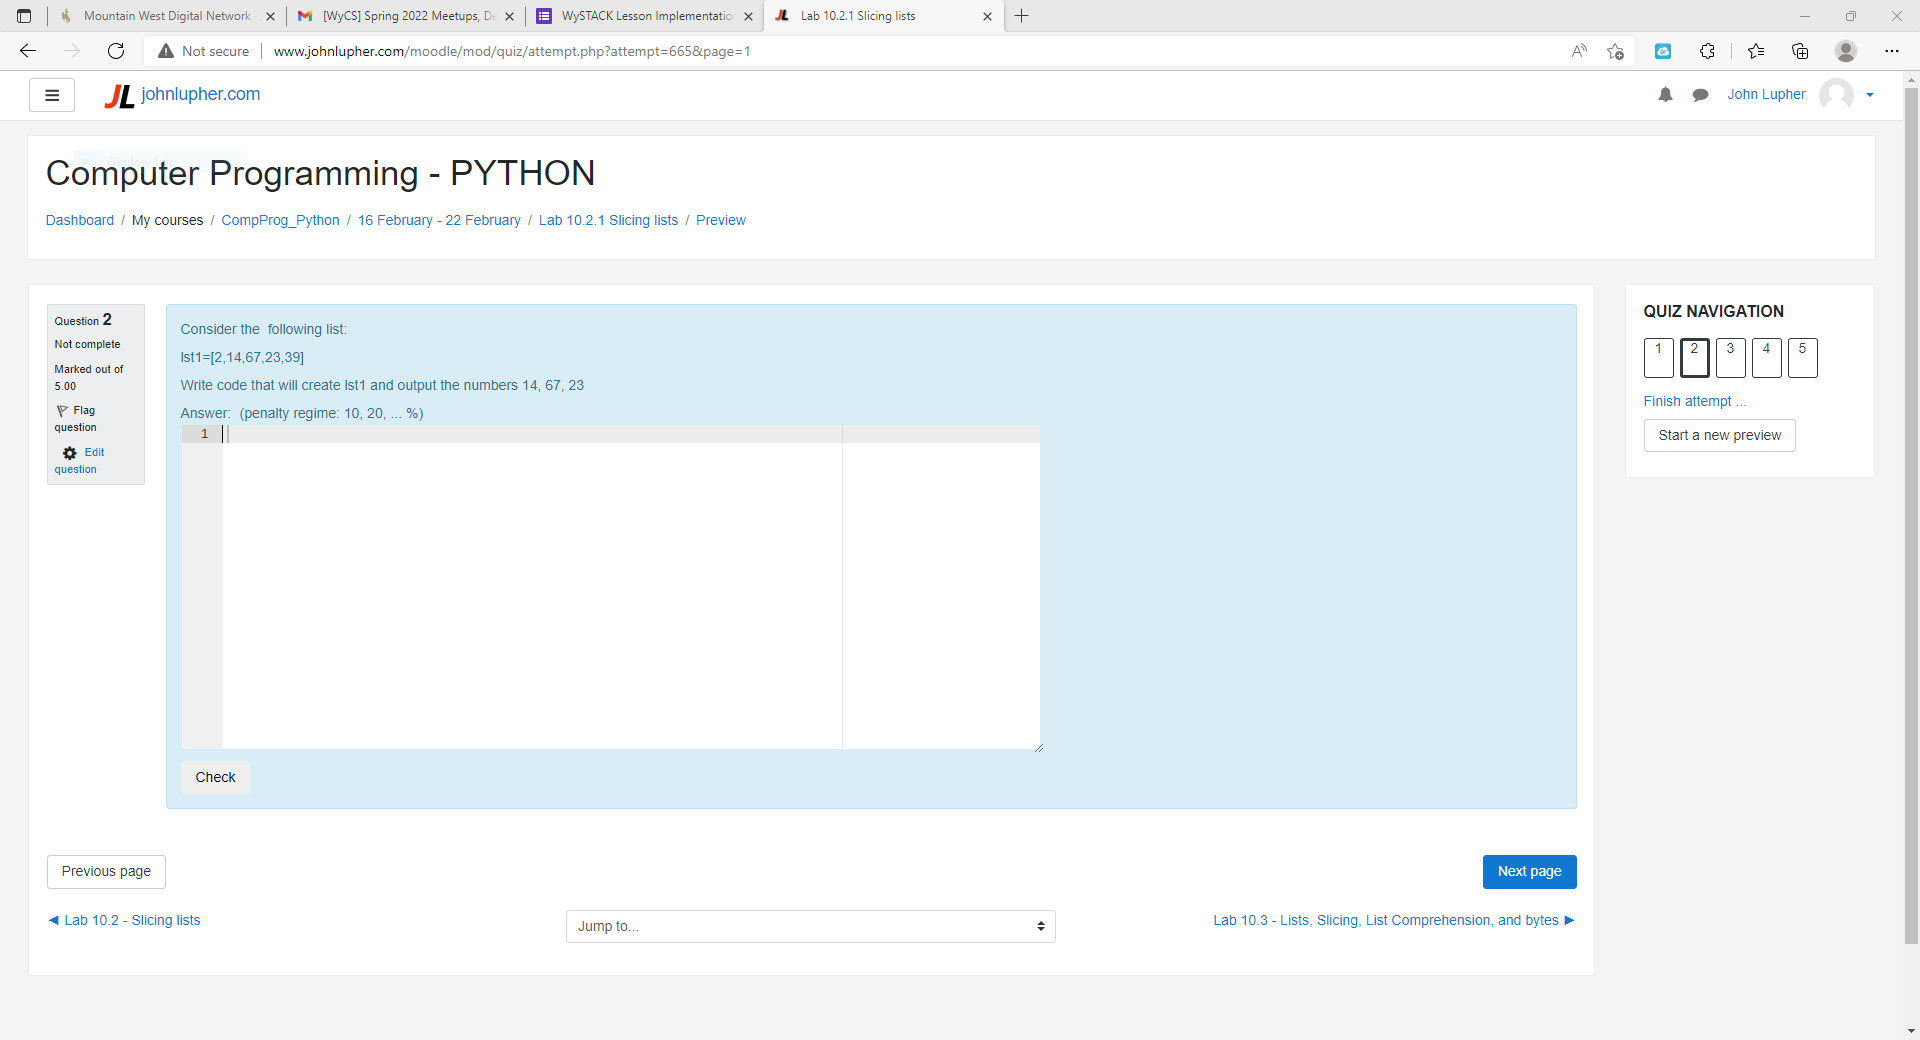 Mountain West Digital Network
[WyCS] Spring 2022 Meetups, De
WySTACK Lesson Implementatio
Lab 10.2.1 Slicing lists
Not secure
www.johnlupher.com/moodle/mod/quiz/attempt.php?attempt=665&page=1
JL johnlupher.com
John Lupher
Computer Programming - PYTHON
Dashboard / My courses / CompProg_Python / 16 February - 22 February / Lab 10.2.1 Slicing lists / Preview
Question 2
Not complete
Marked out of
5.00
Flag
question
Edit
question
Consider the  following list:
lst1=[2,14,67,23,39]
Write code that will create lst1 and output the numbers 14, 67, 23
Answer:  (penalty regime: 10, 20, ... %)
1
Check
QUIZ NAVIGATION
1 2 3 4 5
Finish attempt ...
Start a new preview
Previous page
Next page
◄ Lab 10.2 - Slicing lists
Jump to...
Lab 10.3 - Lists, Slicing, List Comprehension, and bytes ►